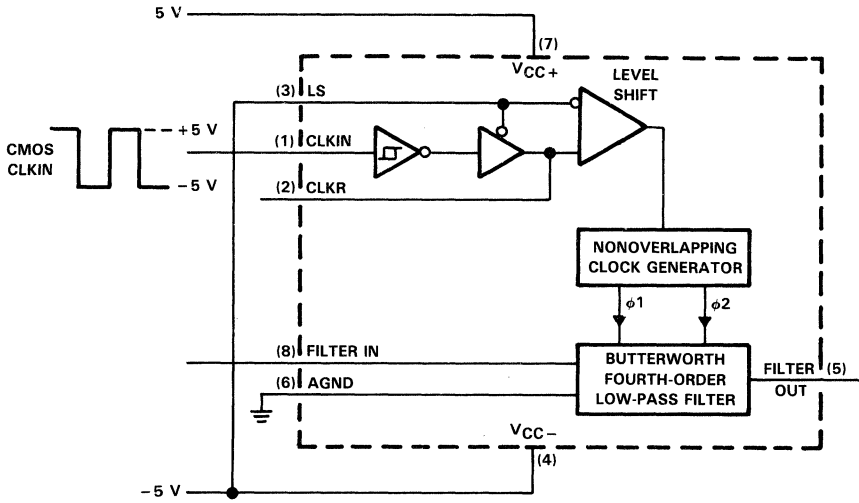 5 V
(7)
VCC+
LEVEL
SHIFT
(3) LS
CMOS
CLKIN
+5 V
-5 V
(1) CLKIN
(2) CLKR
NONOVERLAPPING
CLOCK GENERATOR
ϕ1
ϕ2
(8) FILTER IN
(6) AGND
BUTTERWORTH
FOURTH-ORDER
LOW-PASS FILTER
FILTER (5)
OUT
VCC-
(4)
-5 V